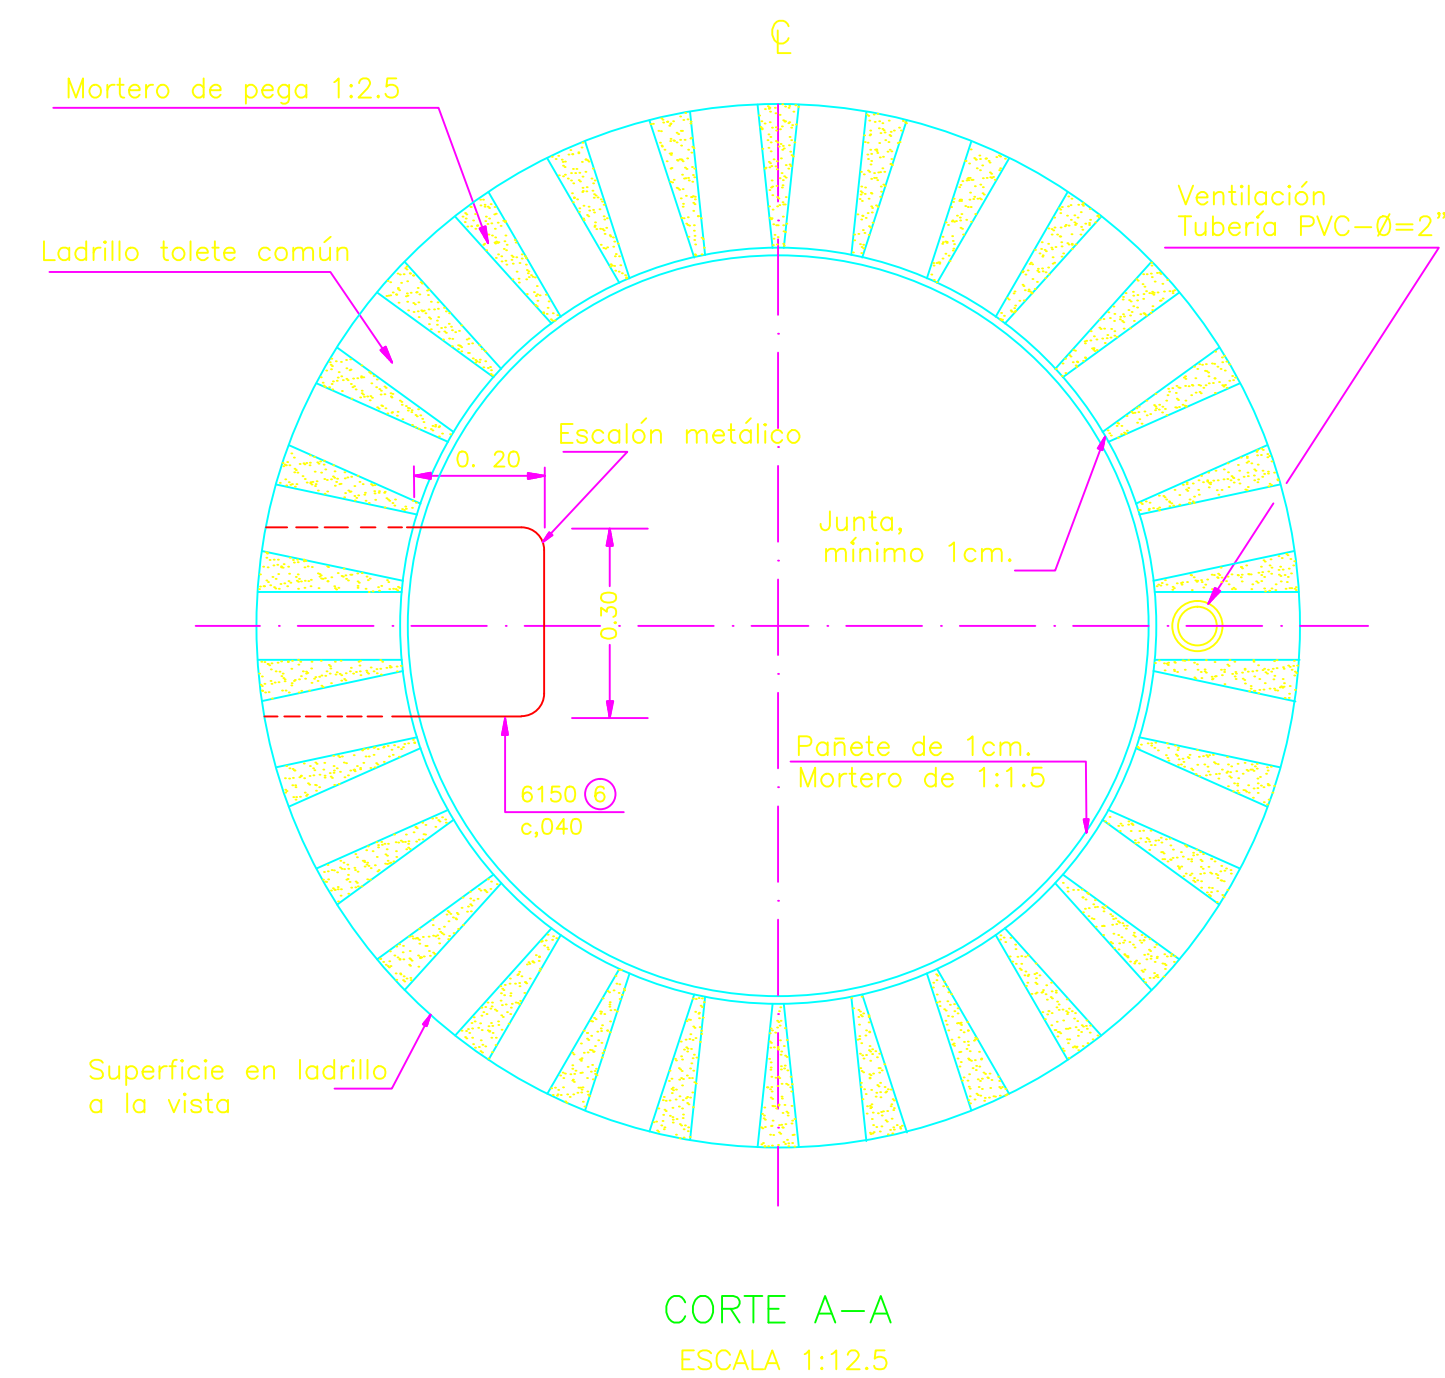 ℄
Mortero de pega 1:2.5
Ventilación
Tubería PVC-Ø=2"
Ladrillo tolete común
Escalón metálico
0. 20
Junta,
mínimo 1cm.
0.30
Pañete de 1cm.
Mortero de 1:1.5
6150 6
c,040
Superficie en ladrillo
a la vista
CORTE A-A
ESCALA 1:12.5